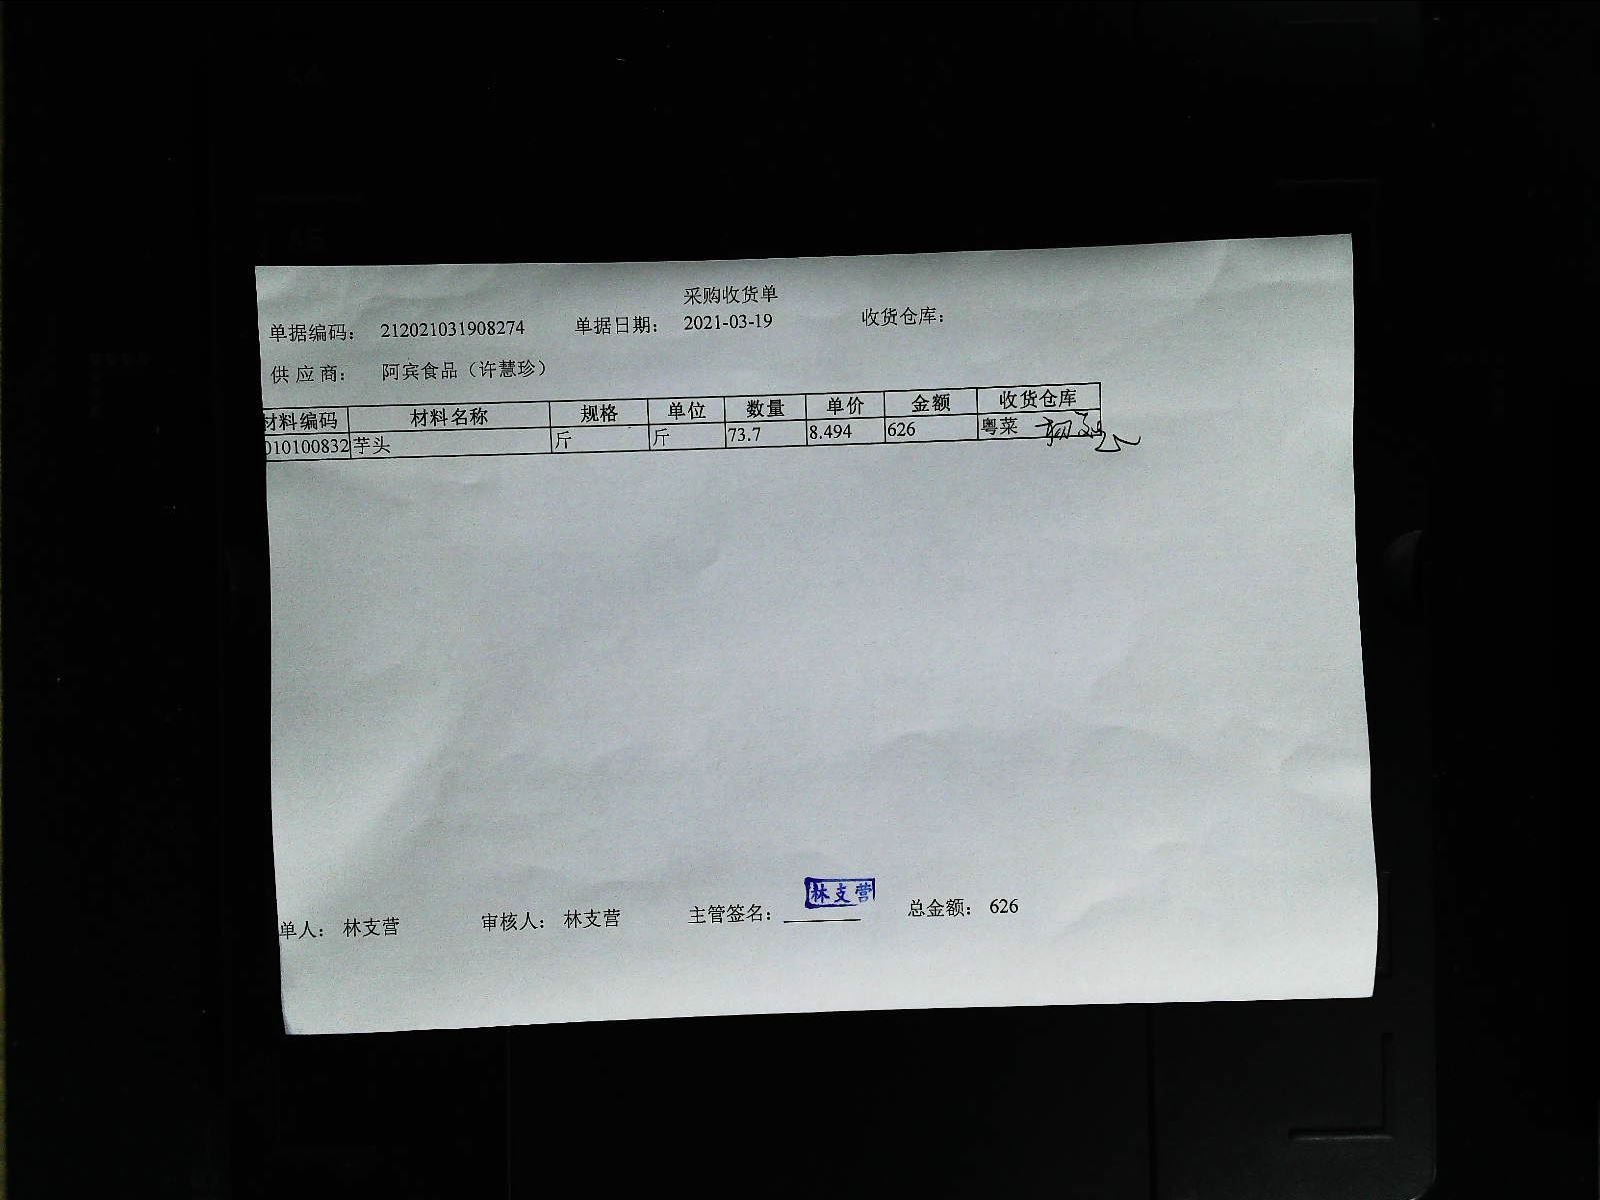 采购收货单
单据编码： 212021031908274 单据日期： 2021-03-19 收货仓库：
供应商： 阿宾食品（许慧珍）
材料编码 材料名称 规格 单位 数量 单价 金额 收货仓库
010100832 芋头 斤 斤 73.7 8.494 626 粤菜
单人： 林支营 审核人： 林支营 主管签名： 林支营 总金额： 626